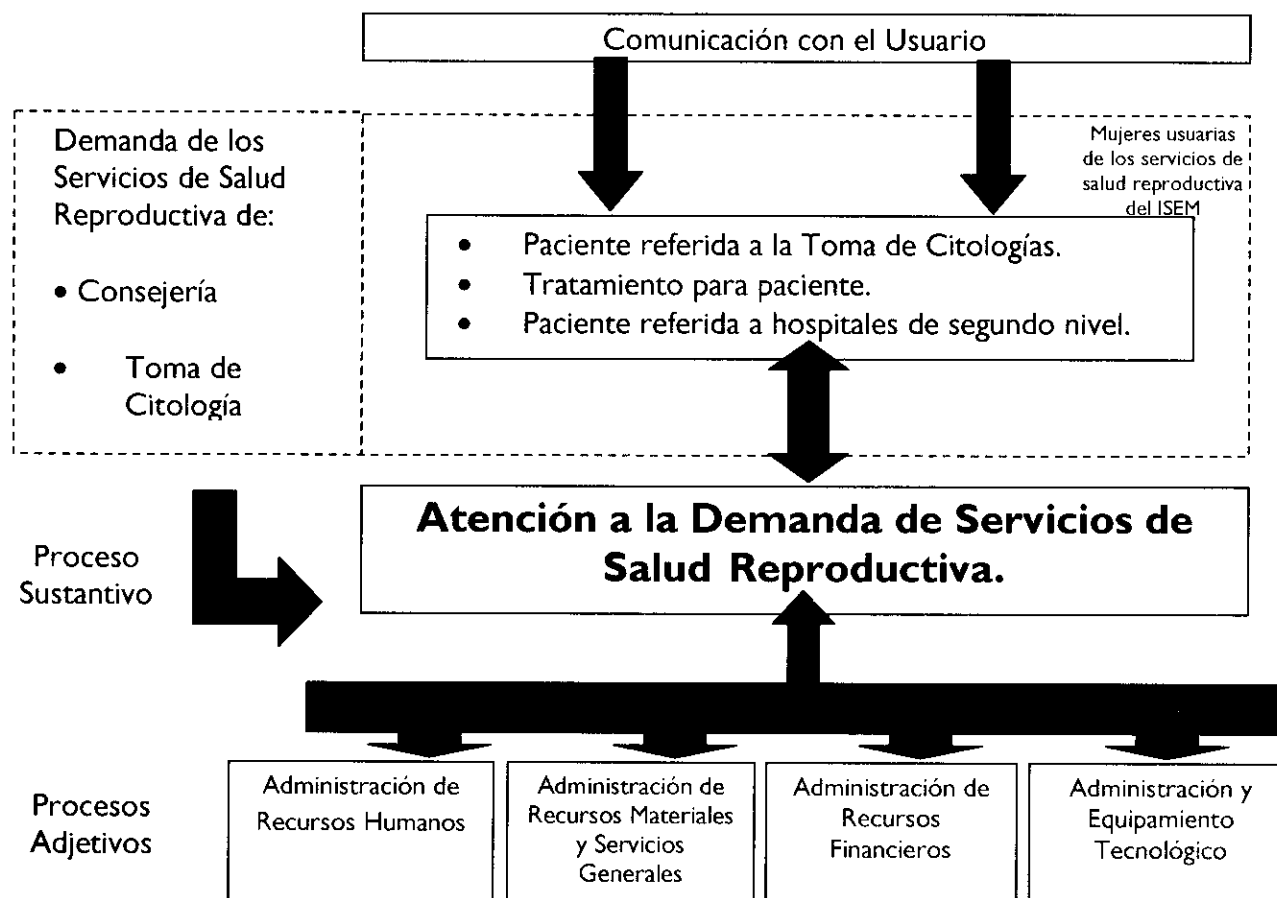 Comunicación con el Usuario
Demanda de los
Servicios de Salud
Reproductiva de:
• Consejería
• Toma de
Citología
Mujeres usuarias
de los servicios de
salud reproductiva
del ISEM
• Paciente referida a la Toma de Citologías.
• Tratamiento para paciente.
• Paciente referida a hospitales de segundo nivel.
Proceso
Sustantivo
Atención a la Demanda de Servicios de
Salud Reproductiva.
Procesos
Adjetivos
Administración de
Recursos Humanos
Administración de
Recursos Materiales
y Servicios
Generales
Administración de
Recursos
Financieros
Administración y
Equipamiento
Tecnológico